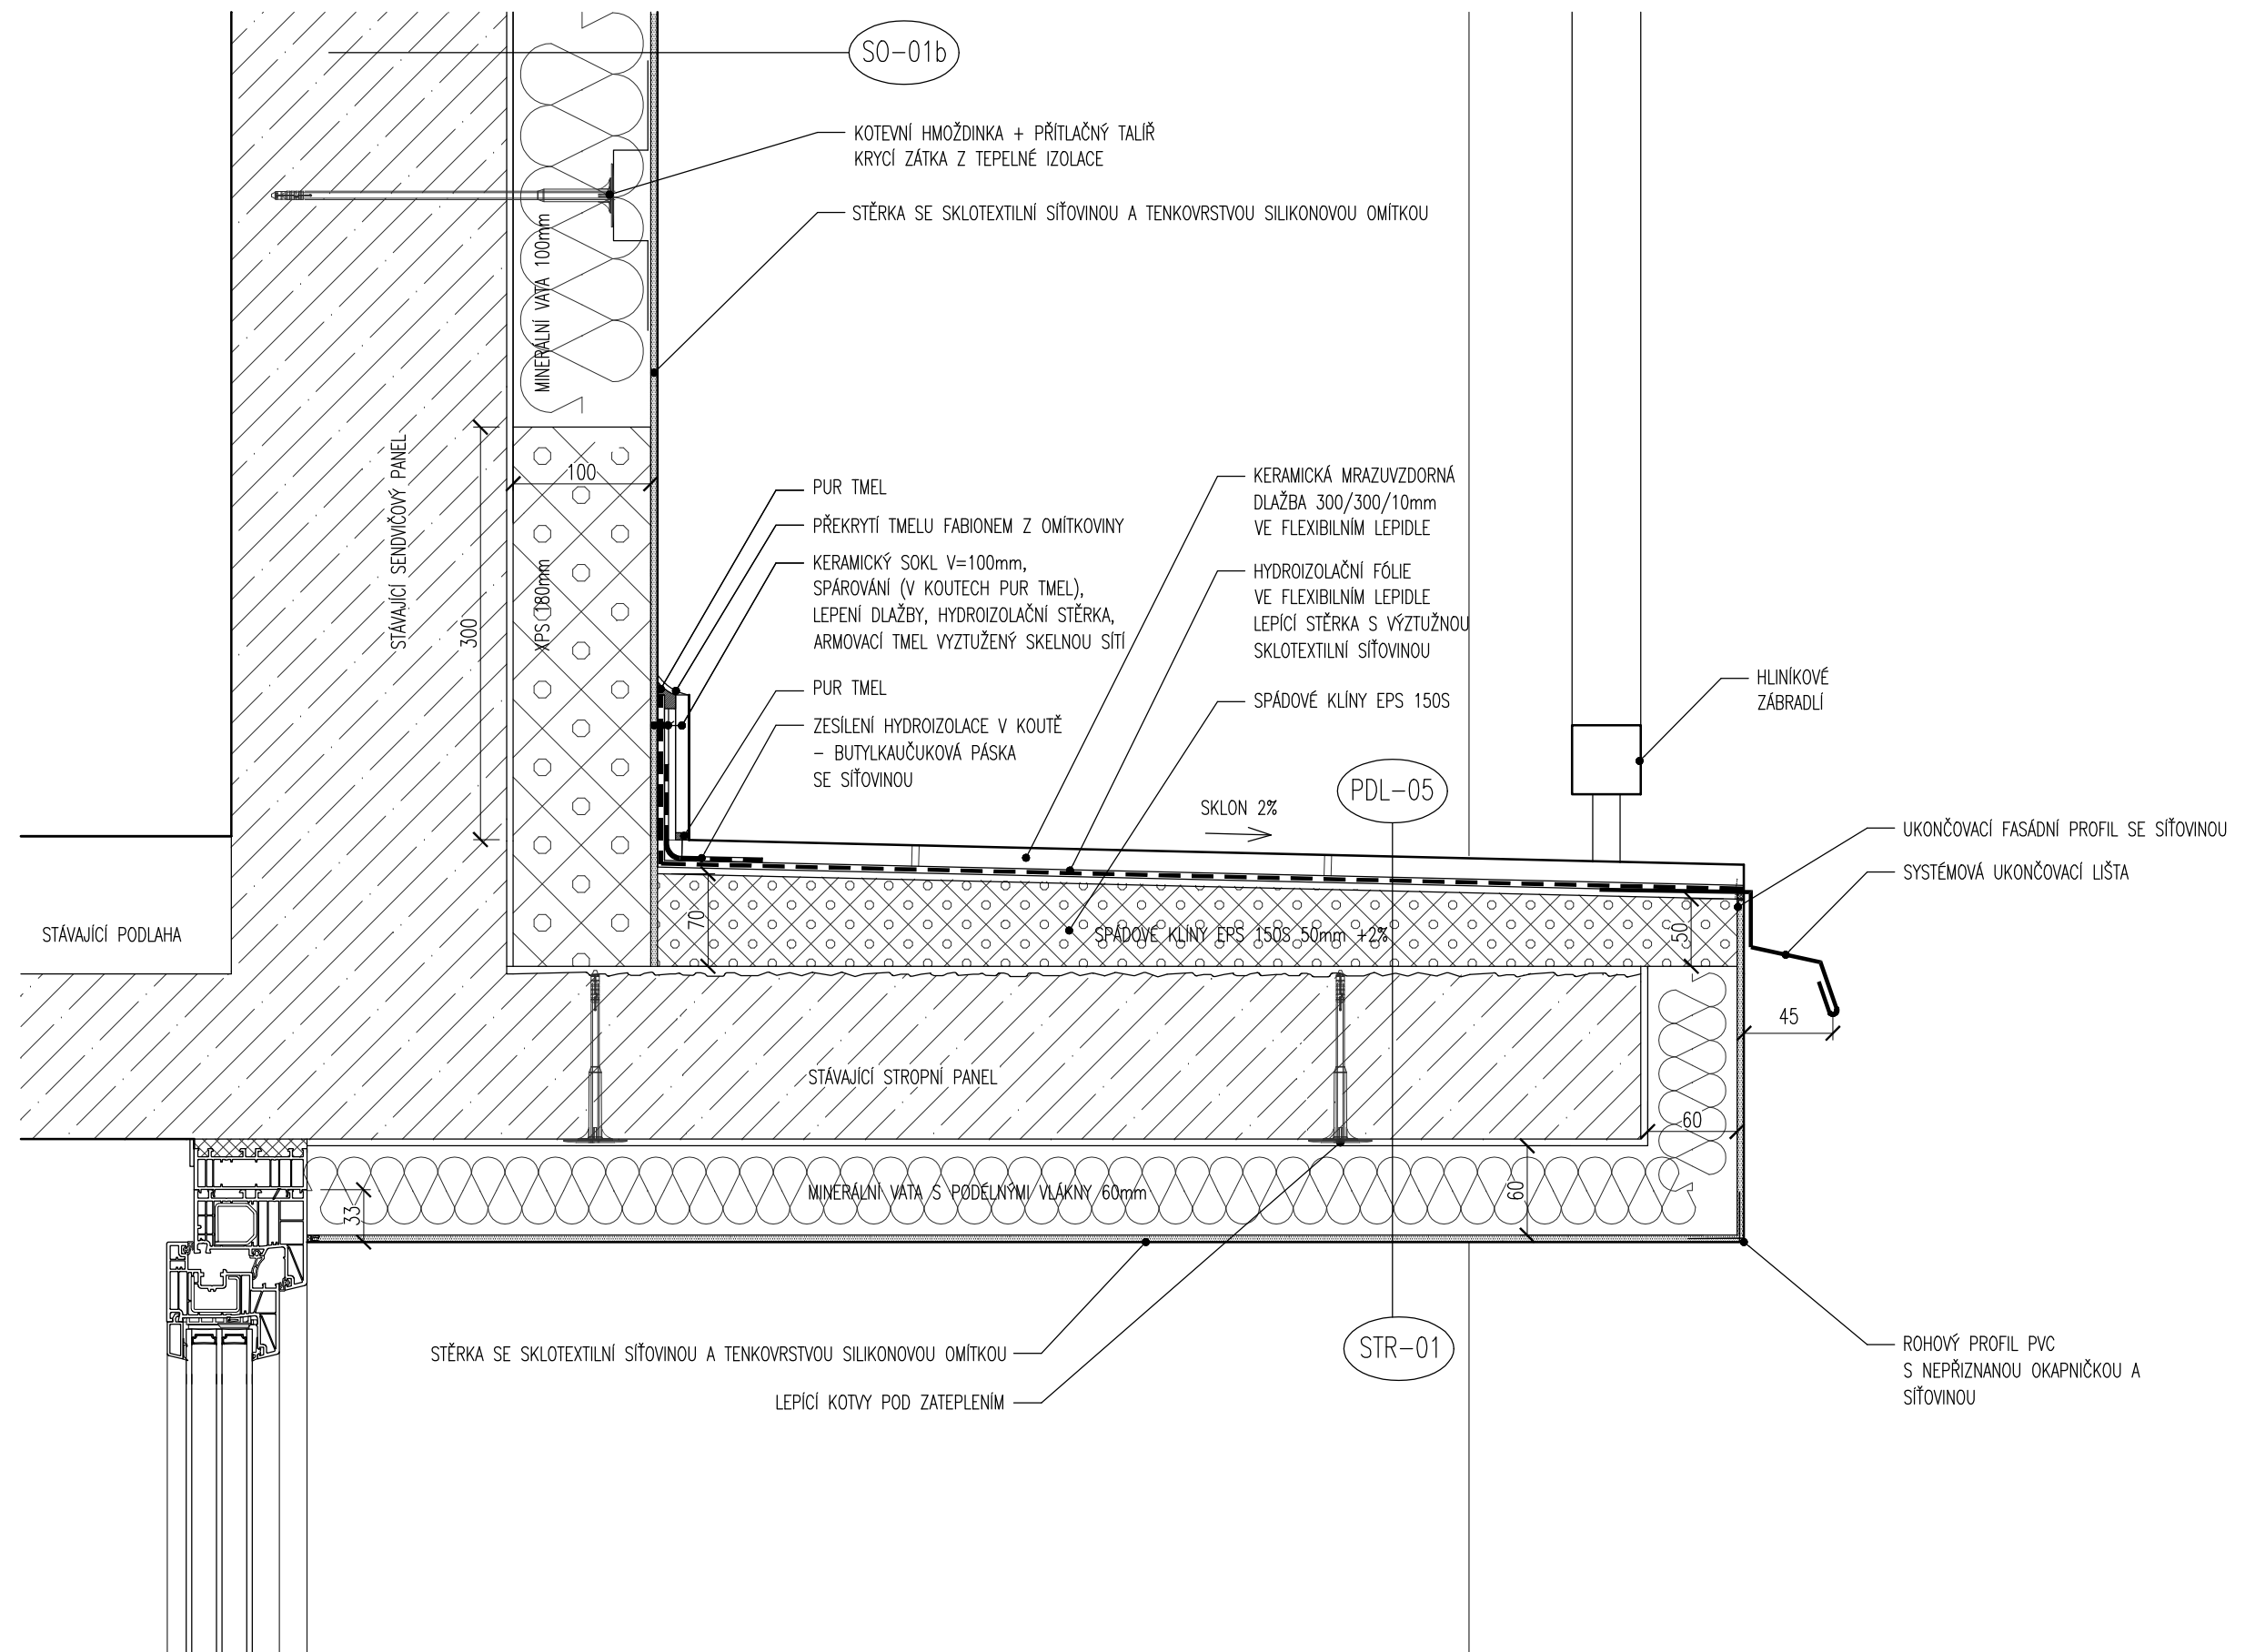 SO-01b
KOTEVNÍ HMOŽDINKA + PŘÍTLAČNÝ TALÍŘ
KRYCÍ ZÁTKA Z TEPELNÉ IZOLACE
STĚRKA SE SKLOTEXTILNÍ SÍŤOVINOU A TENKOVRSTVOU SILIKONOVOU OMÍTKOU
MINERÁLNÍ VATA 100mm
STÁVAJÍCÍ SENDVIČOVÝ PANEL
100
300
XPS 180mm
PUR TMEL
PŘEKRYTÍ TMELU FABIONEM Z OMÍTKOVINY
KERAMICKÝ SOKL V=100mm,
SPÁROVÁNÍ (V KOUTECH PUR TMEL),
LEPENÍ DLAŽBY, HYDROIZOLAČNÍ STĚRKA,
ARMOVACÍ TMEL VYZTUŽENÝ SKELNOU SÍTÍ
PUR TMEL
ZESÍLENÍ HYDROIZOLACE V KOUTĚ
- BUTYLKAUČUKOVÁ PÁSKA
SE SÍŤOVINOU
KERAMICKÁ MRAZUVZDORNÁ
DLAŽBA 300/300/10mm
VE FLEXIBILNÍM LEPIDLE
HYDROIZOLAČNÍ FÓLIE
VE FLEXIBILNÍM LEPIDLE
LEPÍCÍ STĚRKA S VÝZTUŽNOU
SKLOTEXTILNÍ SÍŤOVINOU
SPÁDOVÉ KLÍNY EPS 150S
HLINÍKOVÉ
ZÁBRADLÍ
PDL-05
SKLON 2%
UKONČOVACÍ FASÁDNÍ PROFIL SE SÍŤOVINOU
SYSTÉMOVÁ UKONČOVACÍ LIŠTA
STÁVAJÍCÍ PODLAHA
70
SPÁDOVÉ KLÍNY EPS 150S 50mm +2%
50
45
STÁVAJÍCÍ STROPNÍ PANEL
60
MINERÁLNÍ VATA S PODÉLNÝMI VLÁKNY 60mm
60
33
STĚRKA SE SKLOTEXTILNÍ SÍŤOVINOU A TENKOVRSTVOU SILIKONOVOU OMÍTKOU
STR-01
LEPÍCÍ KOTVY POD ZATEPLENÍM
ROHOVÝ PROFIL PVC
S NEPŘIZNANOU OKAPNIČKOU A
SÍŤOVINOU